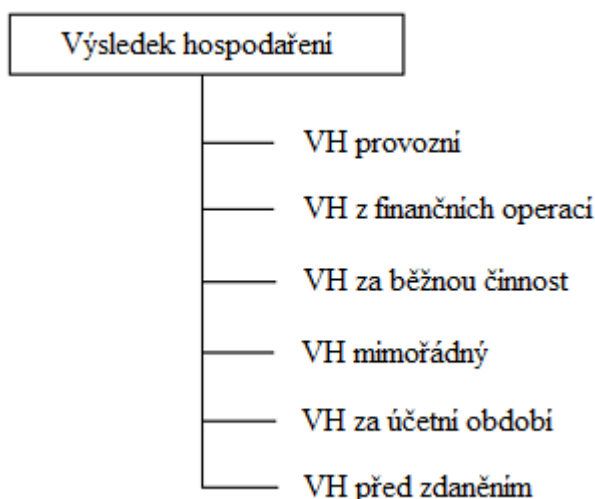 Výsledek hospodaření
VH provozní
VH z finančních operací
VH za běžnou činnost
VH mimořádný
VH za účetní období
VH před zdaněním